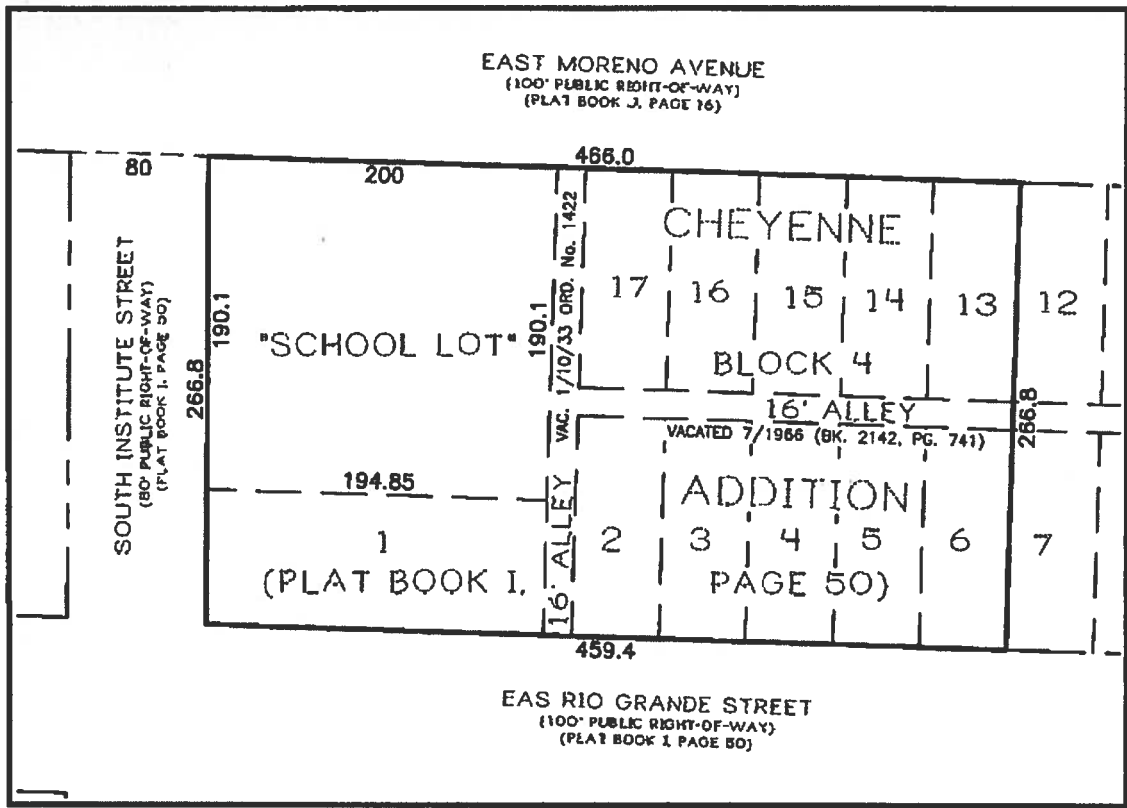 EAST MORENO AVENUE
(100' PUBLIC RIGHT-OF-WAY)
(PLAT BOOK J, PAGE 16)
80
466.0
200
CHEYENNE
17
16
15
14
13
12
SOUTH INSTITUTE STREET
(80' PUBLIC RIGHT-OF-WAY)
(PLAT BOOK I, PAGE 50)
190.1
266.8
"SCHOOL LOT"
190.1
VAC. 1/10/33 ORD. No. 1422
BLOCK 4
16' ALLEY
VACATED 7/1966 (BK. 2142, PG. 741)
266.8
194.85
ADDITION
16' ALLEY
1
2
3
4
5
6
7
(PLAT BOOK I, PAGE 50)
459.4
EAS RIO GRANDE STREET
(100' PUBLIC RIGHT-OF-WAY)
(PLAT BOOK I PAGE 50)